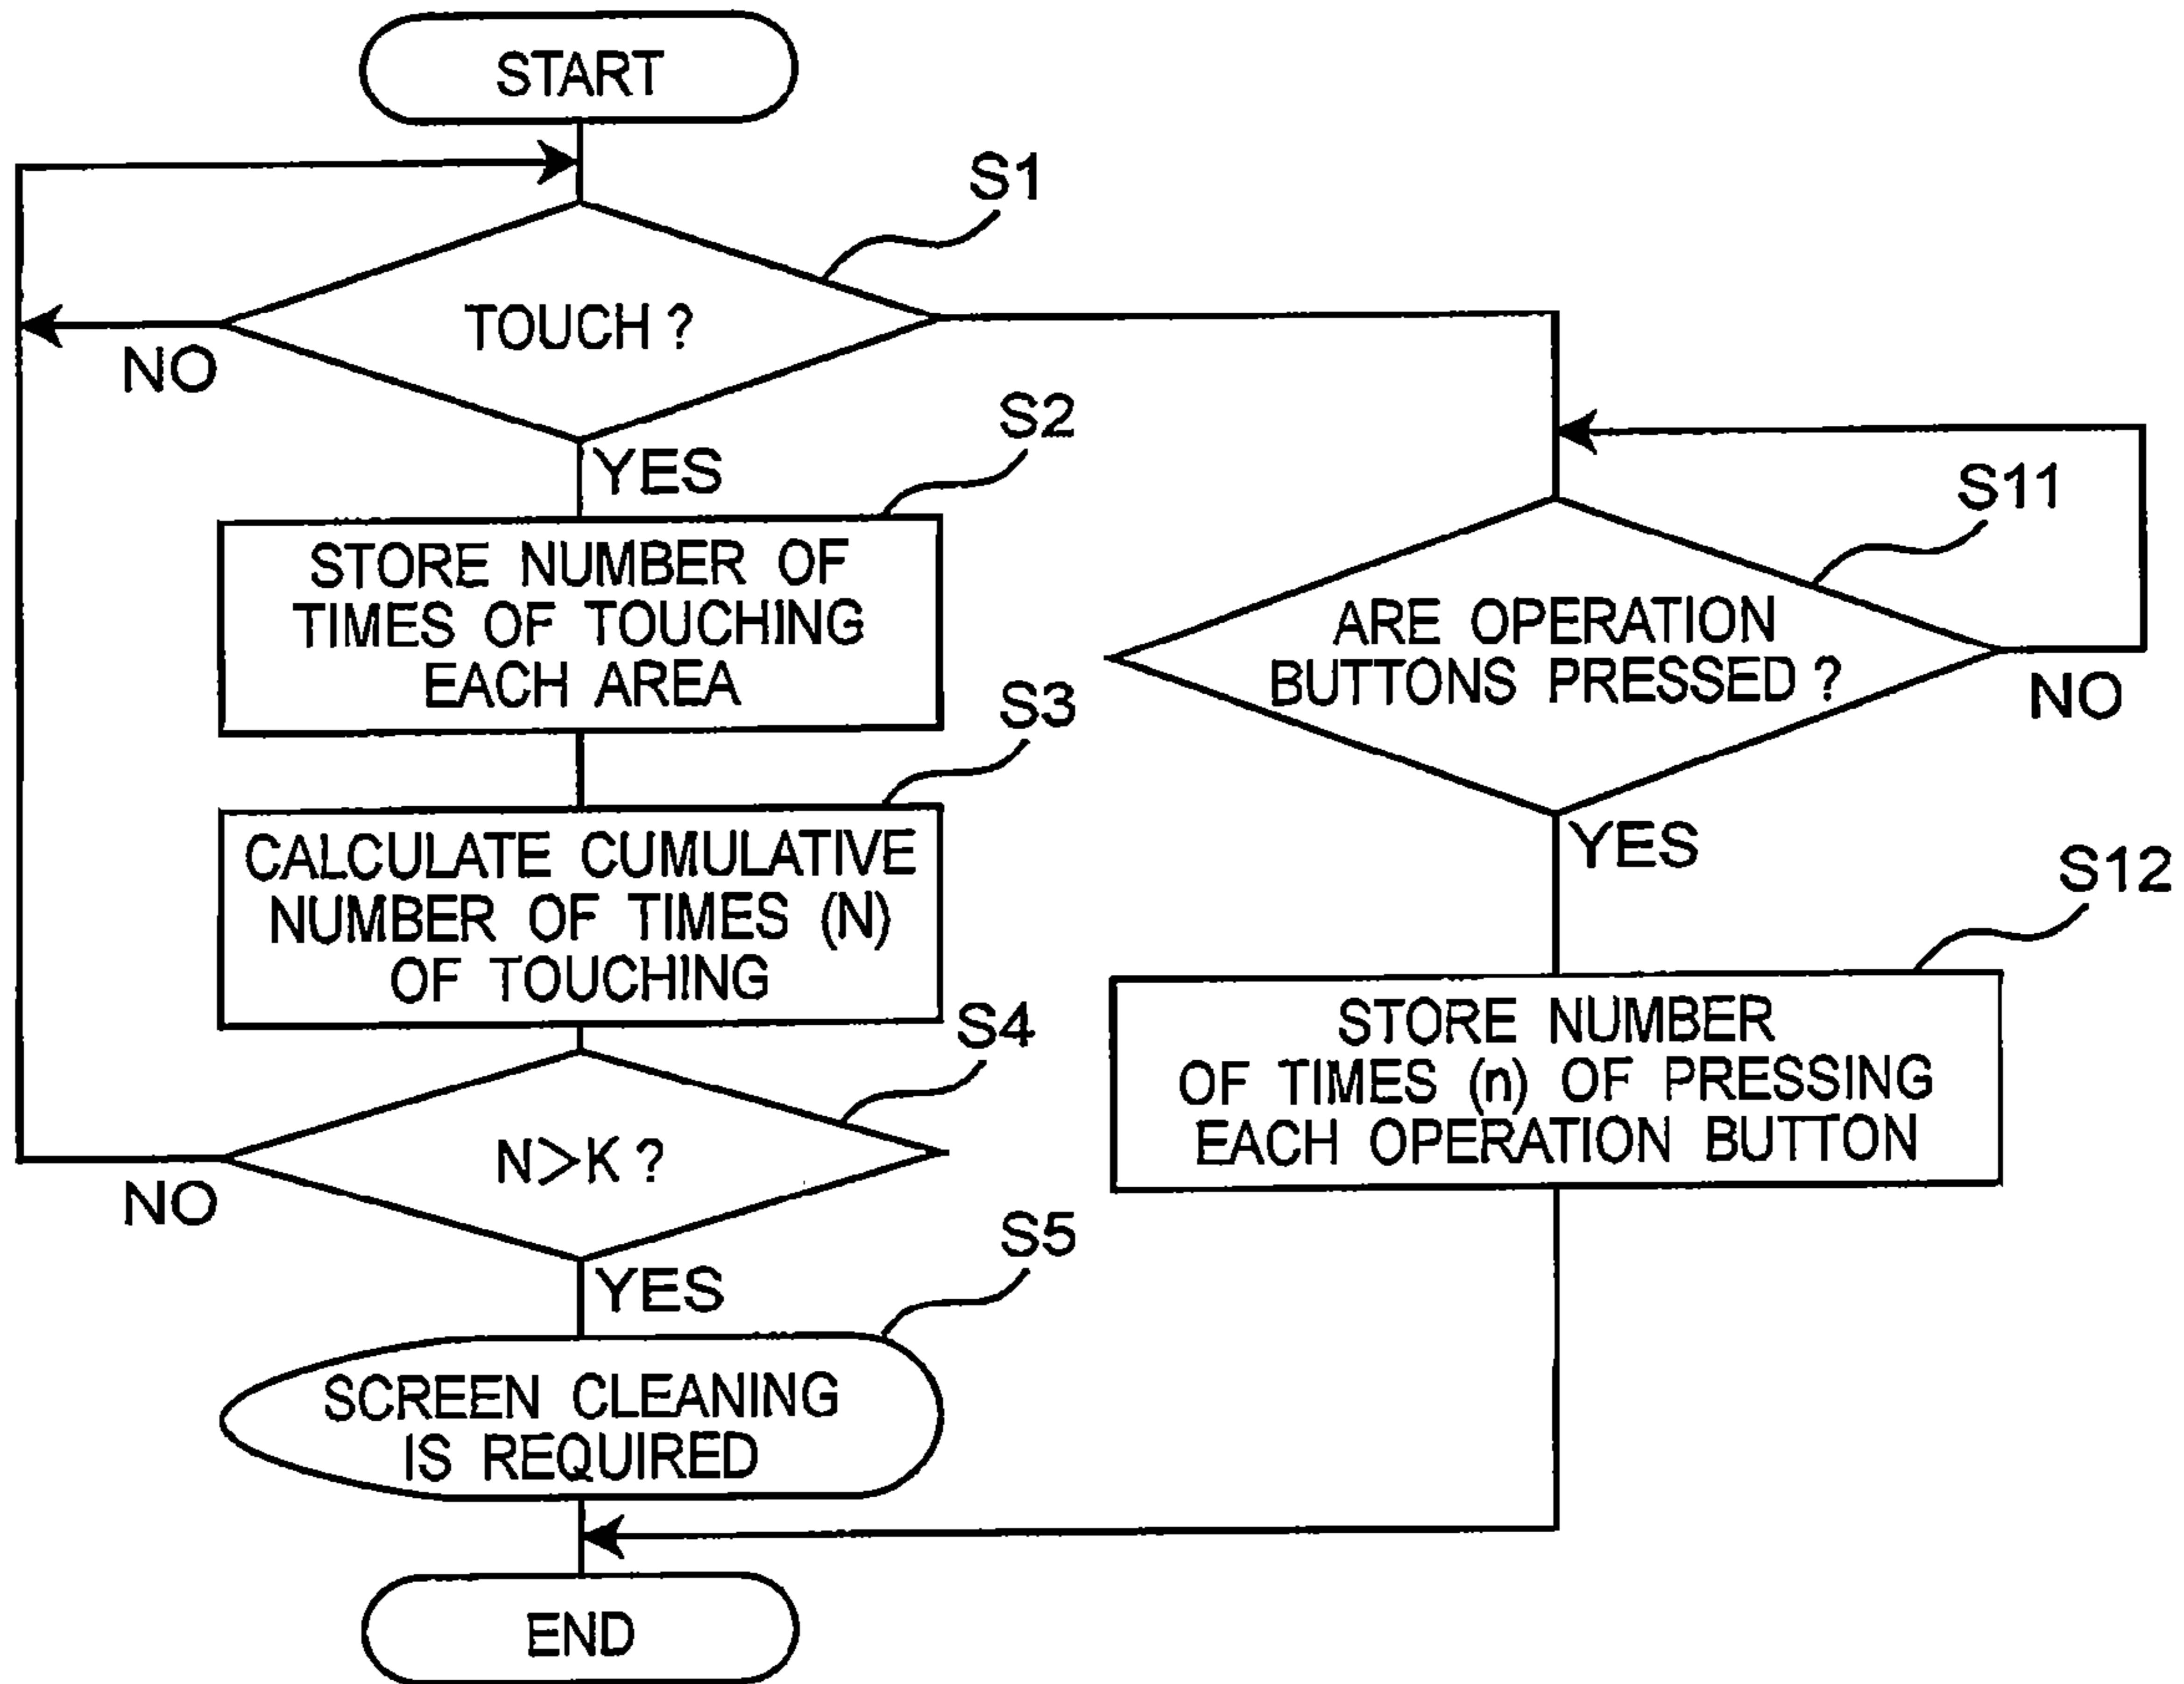 START
S1
TOUCH ?
NO
YES
S2
STORE NUMBER OF
TIMES OF TOUCHING
EACH AREA
S3
CALCULATE CUMULATIVE
NUMBER OF TIMES (N)
OF TOUCHING
S4
N>K ?
NO
YES
S5
SCREEN CLEANING
IS REQUIRED
END
S11
ARE OPERATION
BUTTONS PRESSED ?
NO
YES
S12
STORE NUMBER
OF TIMES (n) OF PRESSING
EACH OPERATION BUTTON